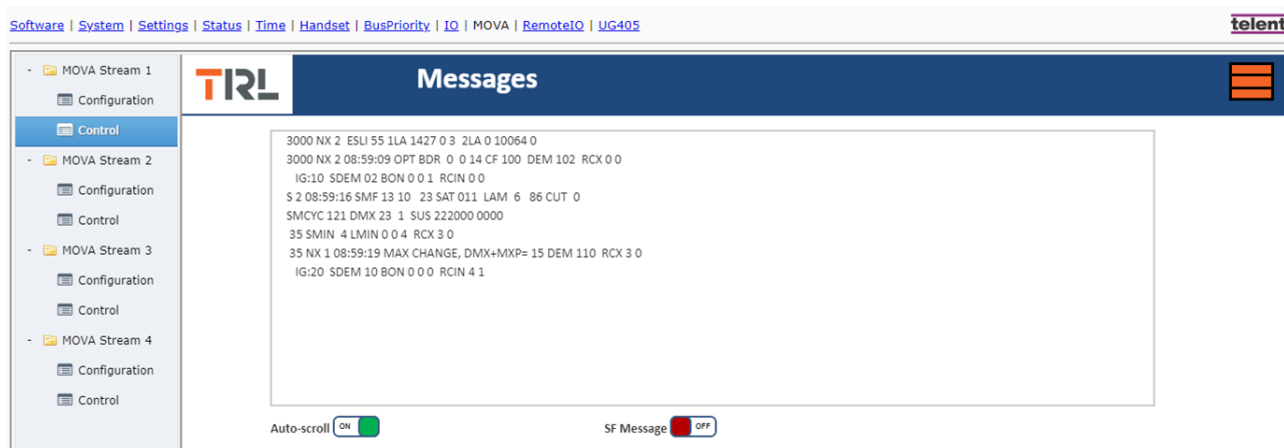 Software | System | Settings | Status | Time | Handset | BusPriority | IO | MOVA | RemoteIO | UG405
telent
- MOVA Stream 1
Configuration
Control
- MOVA Stream 2
Configuration
Control
- MOVA Stream 3
Configuration
Control
- MOVA Stream 4
Configuration
Control
TRL
Messages
3000 NX 2 ESLI 55 1LA 1427 0 3 2LA 0 10064 0
3000 NX 2 08:59:09 OPT BDR 0 0 14 CF 100 DEM 102 RCX 0 0
IG:10 SDEM 02 BON 0 0 1 RCIN 0 0
S 2 08:59:16 SMF 13 10 23 SAT 011 LAM 6 86 CUT 0
SMCYC 121 DMX 23 1 SUS 222000 0000
35 SMIN 4 LMIN 0 0 4 RCX 3 0
35 NX 1 08:59:19 MAX CHANGE, DMX+MXP= 15 DEM 110 RCX 3 0
IG:20 SDEM 10 BON 0 0 0 RCIN 4 1
Auto-scroll ON SF Message OFF